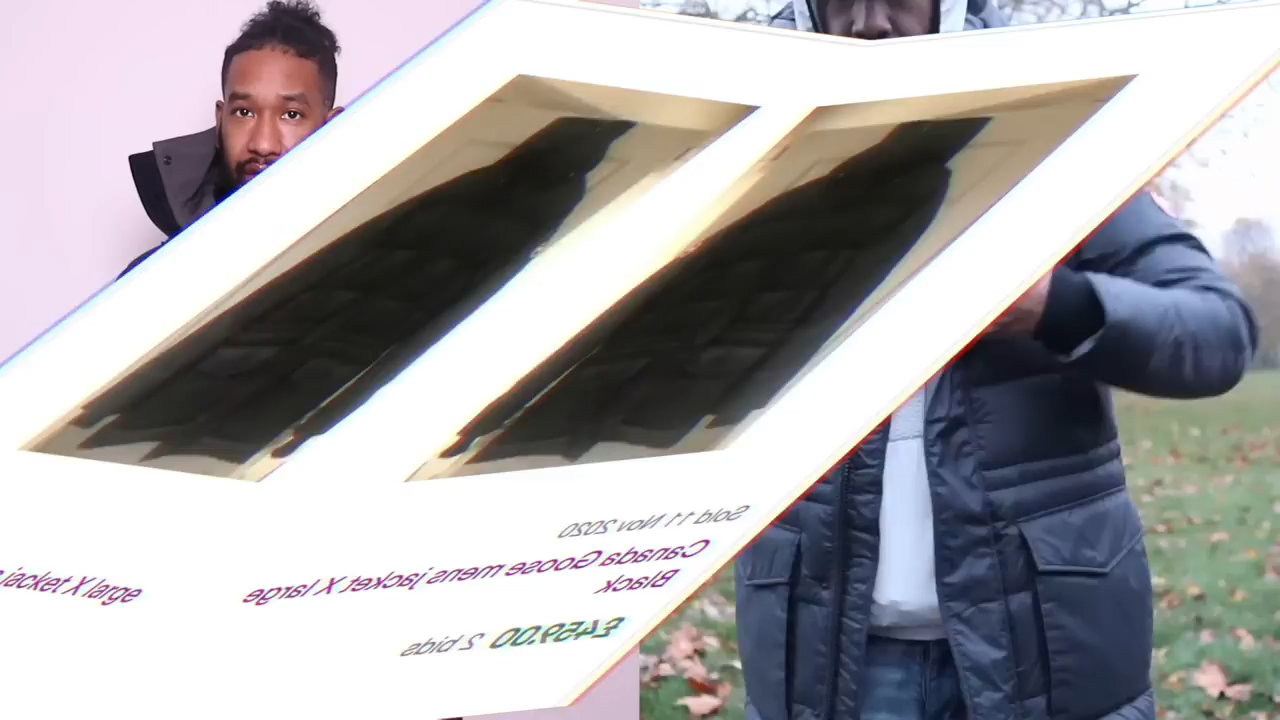 Sold 11 Nov 2020
Canada Goose mens jacket X large
Black
£459.00 2 bids
jacket X large